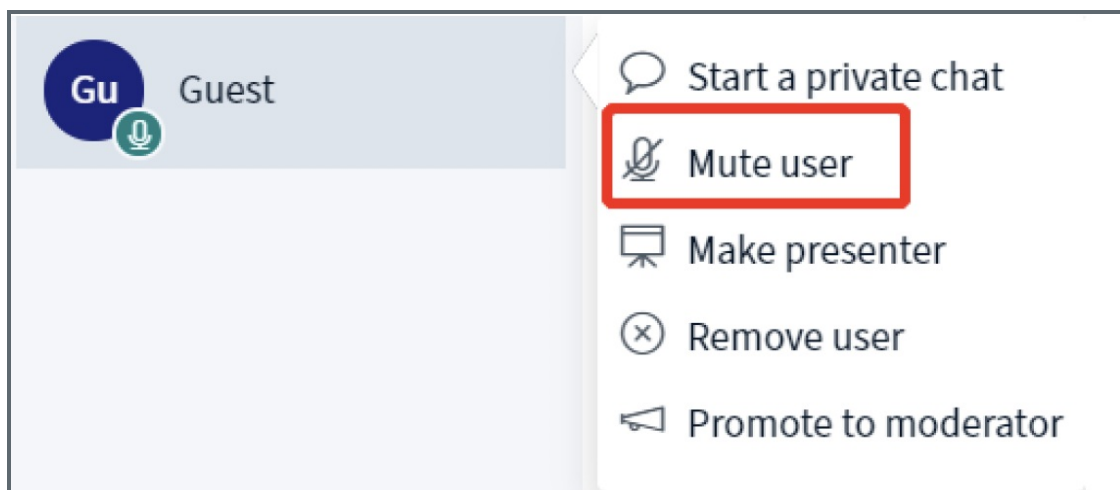 Gu
Guest
Start a private chat
Mute user
Make presenter
Remove user
Promote to moderator